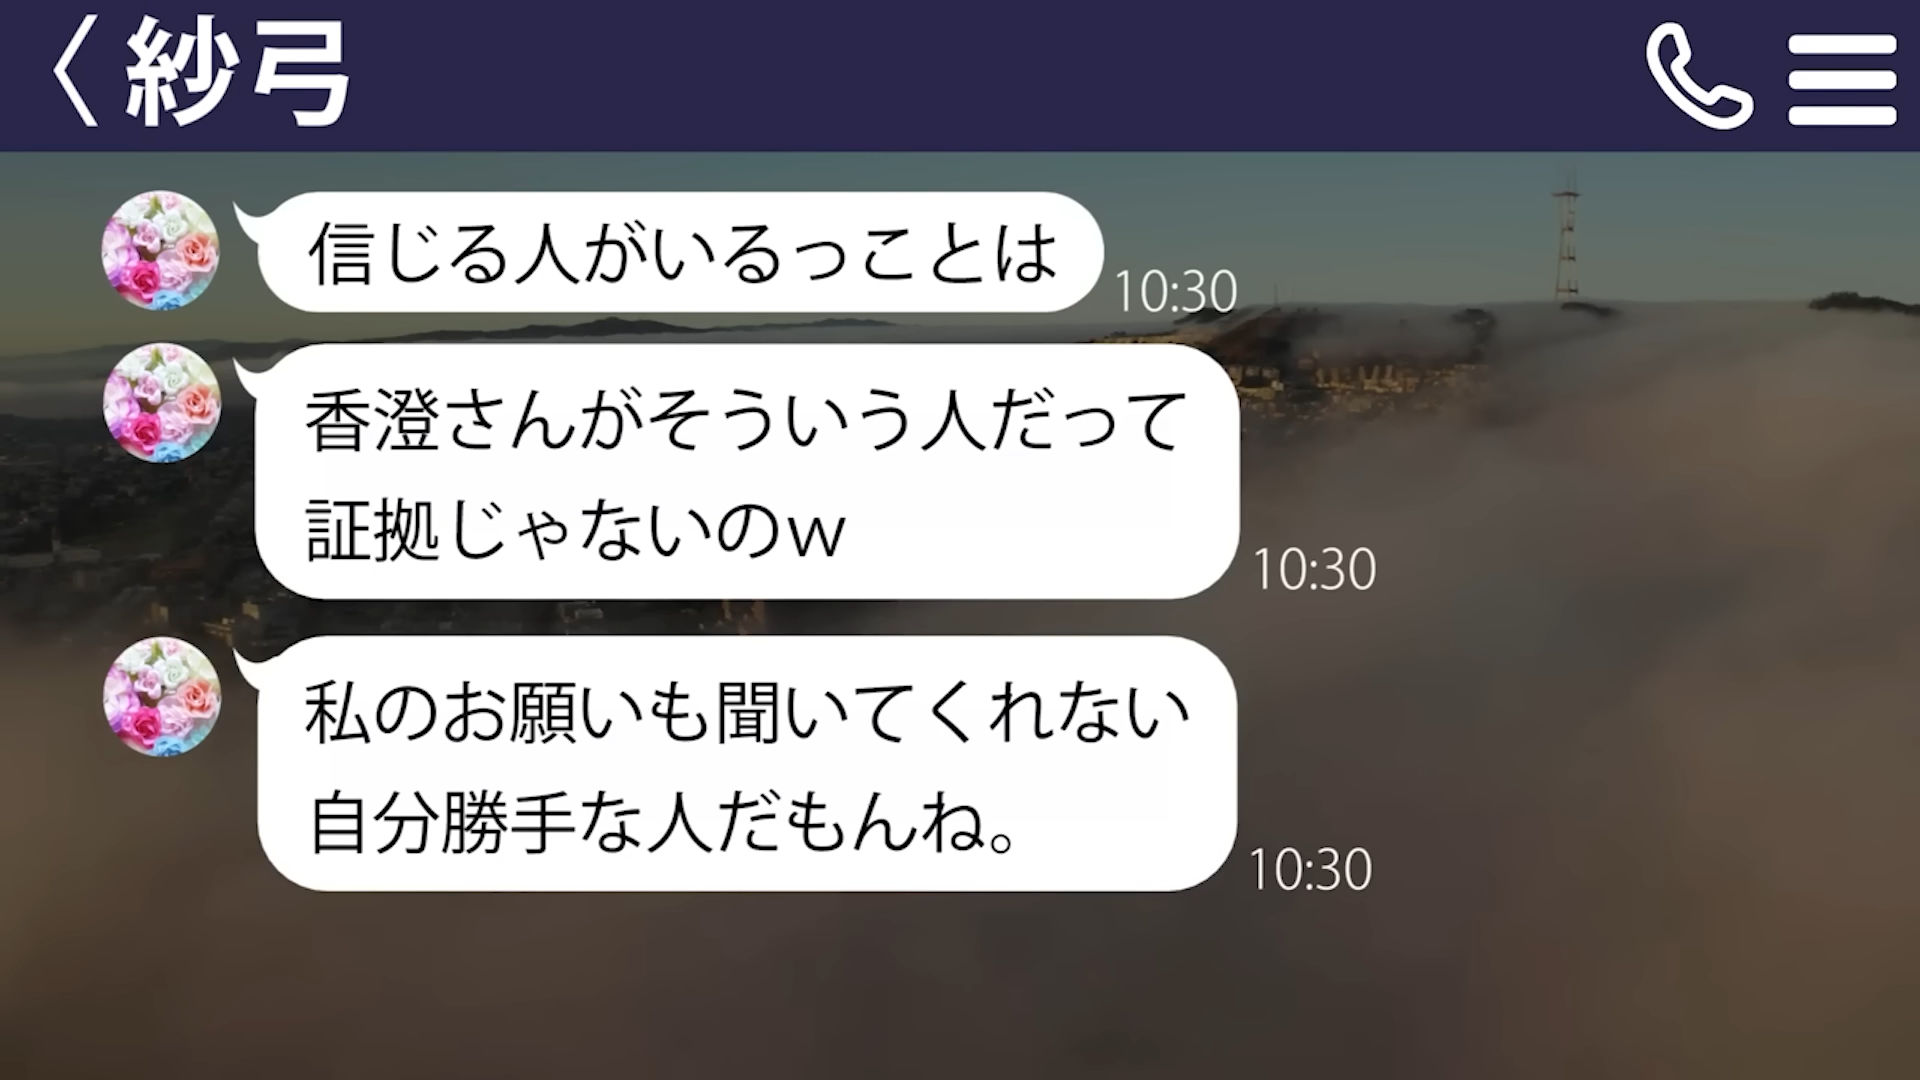 紗弓
信じる人がいるっことは
10:30
香澄さんがそういう人だって
証拠じゃないのｗ
10:30
私のお願いも聞いてくれない
自分勝手な人だもんね。
10:30